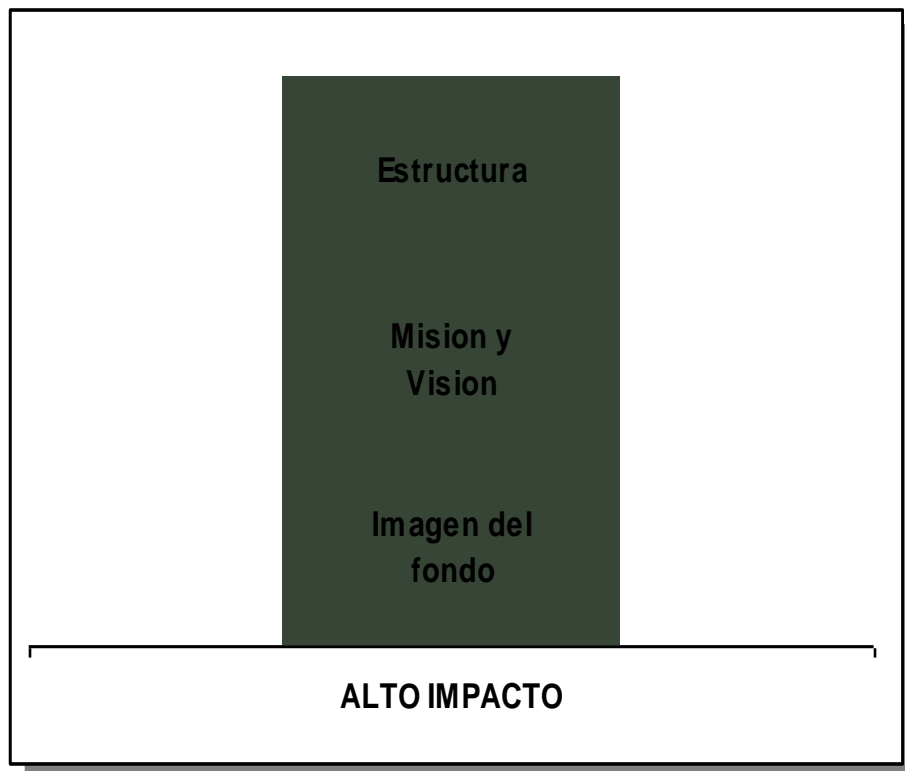 Estructura
Mision y
Vision
Imagen del
fondo
ALTO IMPACTO